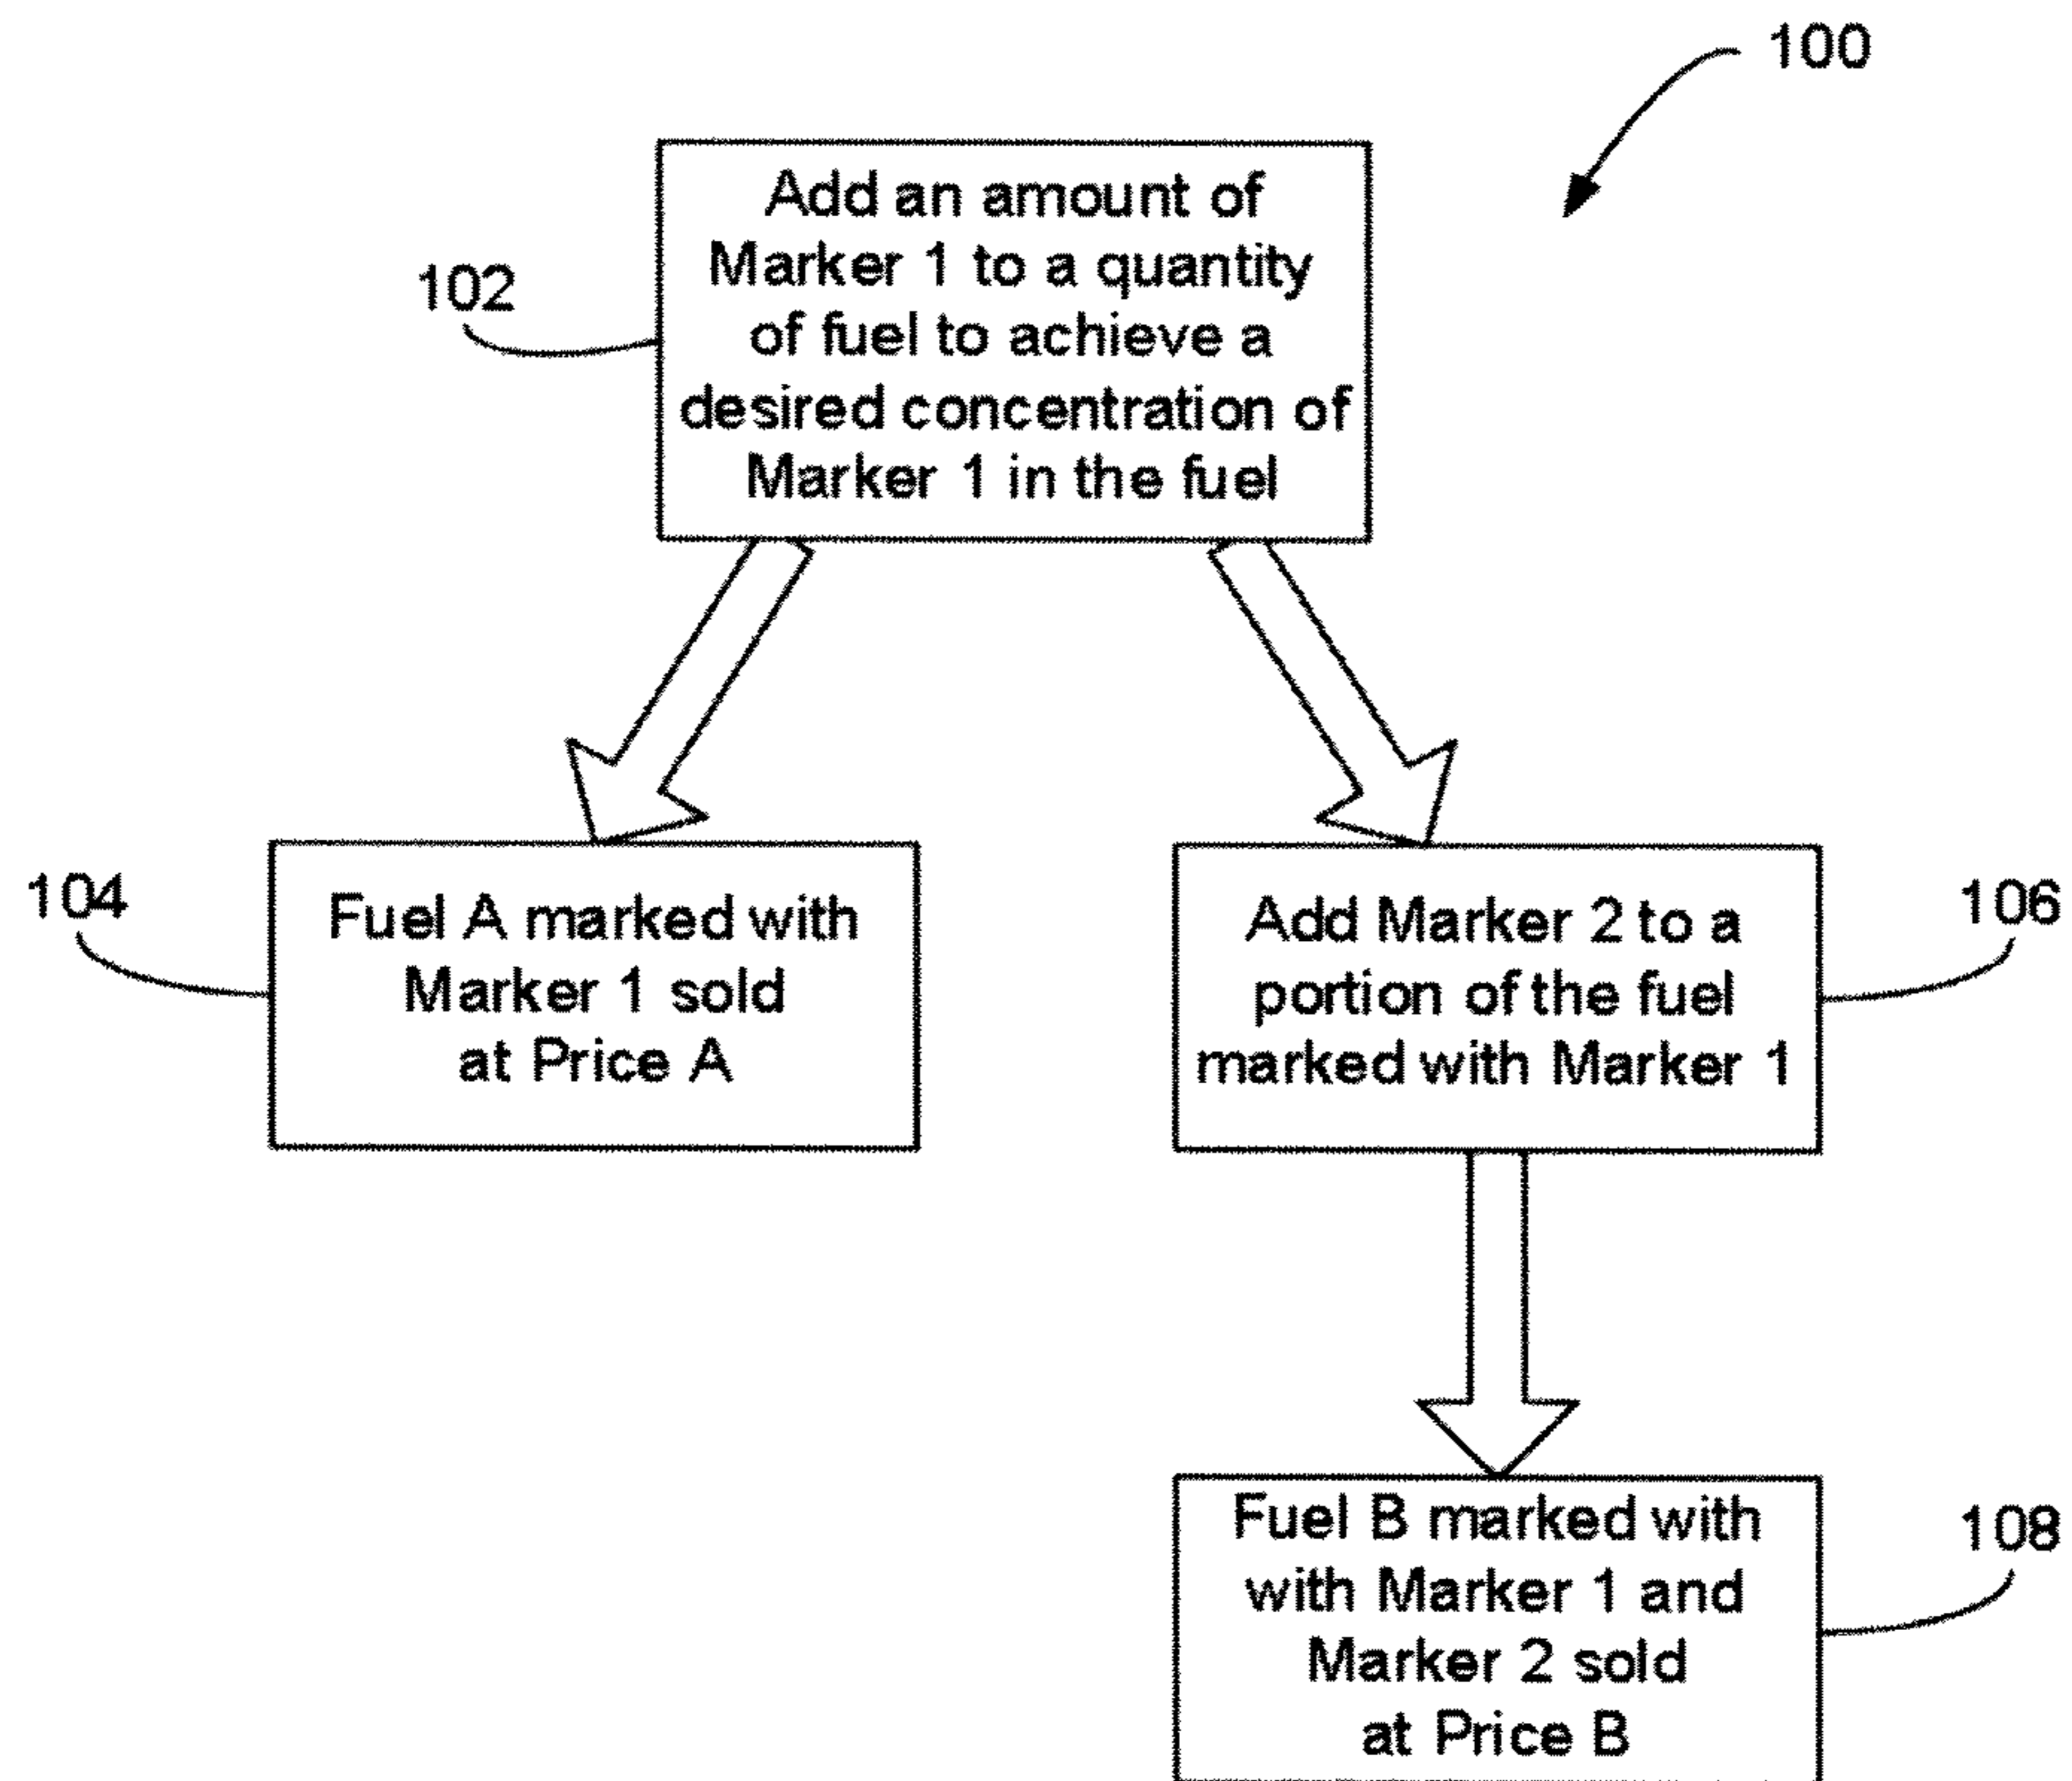 100
Add an amount of
Marker 1 to a quantity
of fuel to achieve a
desired concentration of
Marker 1 in the fuel
102
104
Fuel A marked with
Marker 1 sold
at Price A
Add Marker 2 to a
portion of the fuel
marked with Marker 1
106
Fuel B marked with
with Marker 1 and
Marker 2 sold
at Price B
108